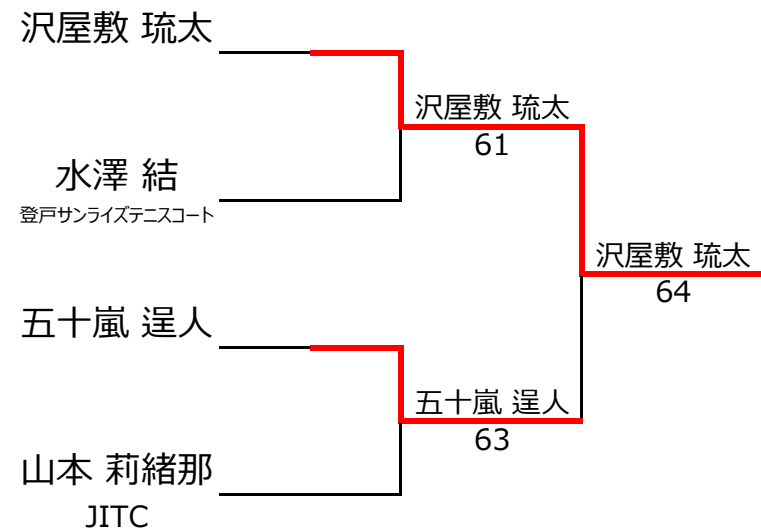 沢屋敷 琉太
水澤 結
登戸サンライズテニスコート
五十嵐 逞人
山本 莉緒那
JITC
沢屋敷 琉太
61
五十嵐 逞人
63
沢屋敷 琉太
64